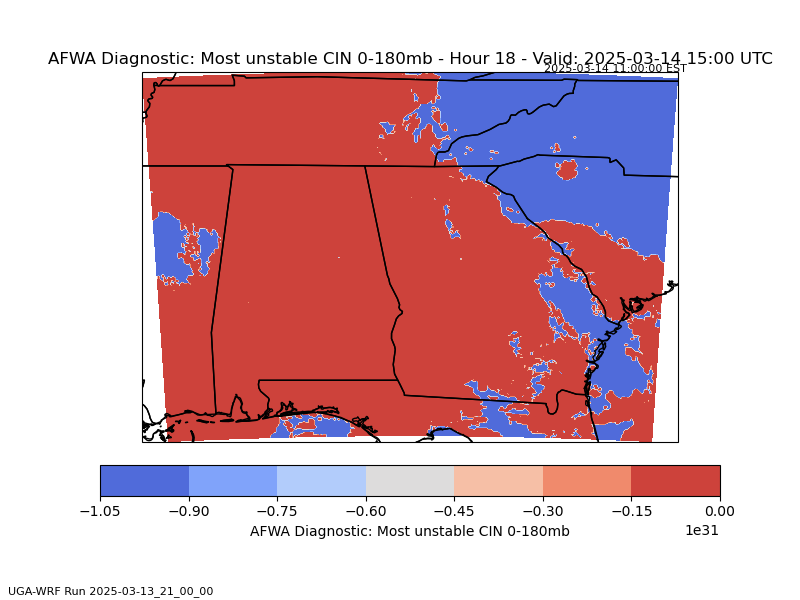 AFWA Diagnostic: Most unstable CIN 0-180mb - Hour 18 - Valid: 2025-03-14 15:00 UTC
2025-03-14 11:00:00 EST
−1.05 −0.90 −0.75 −0.60 −0.45 −0.30 −0.15 0.00
1e31
AFWA Diagnostic: Most unstable CIN 0-180mb
UGA-WRF Run 2025-03-13_21_00_00